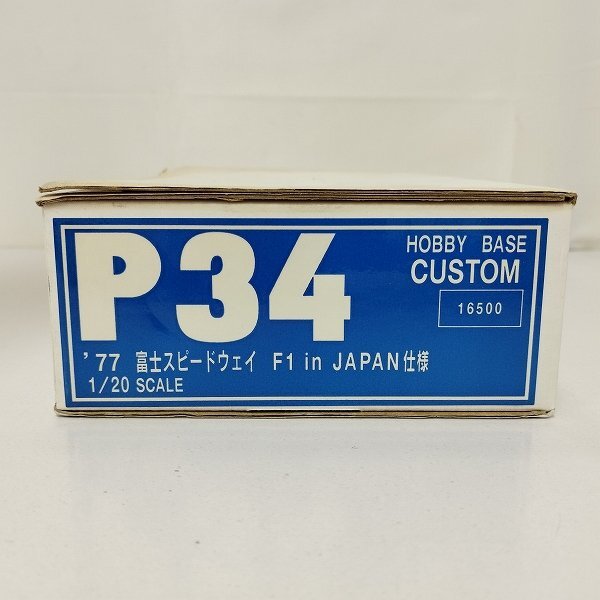 P34
HOBBY BASE
CUSTOM
16500
'77 富士スピードウェイ F1 in JAPAN仕様
1/20 SCALE